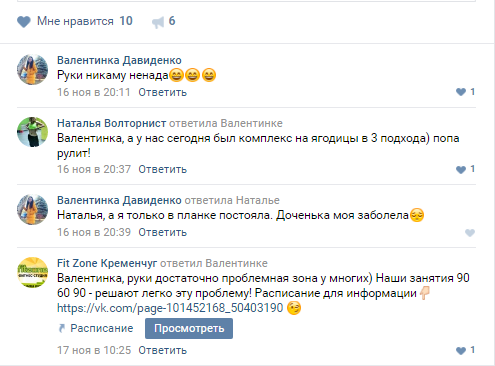 Мне нравится 10 6
Валентинка Давиденко
Руки никаму ненада😄😄😄
16 ноя в 20:11 Ответить 1
Наталья Волторнист ответила Валентинке
Валентинка, а у нас сегодня был комплекс на ягодицы в 3 подхода) попа
рулит!
16 ноя в 20:37 Ответить 1
Валентинка Давиденко ответила Наталье
Наталья, а я только в планке постояла. Доченька моя заболела😔
16 ноя в 20:39 Ответить
Fit Zone Кременчуг ответил Валентинке
Валентинка, руки достаточно проблемная зона у многих) Наши занятия 90
60 90 - решают легко эту проблему! Расписание для информации👇🏻
https://vk.com/page-101452168_50403190 😉
Расписание Просмотреть
17 ноя в 10:25 Ответить 1